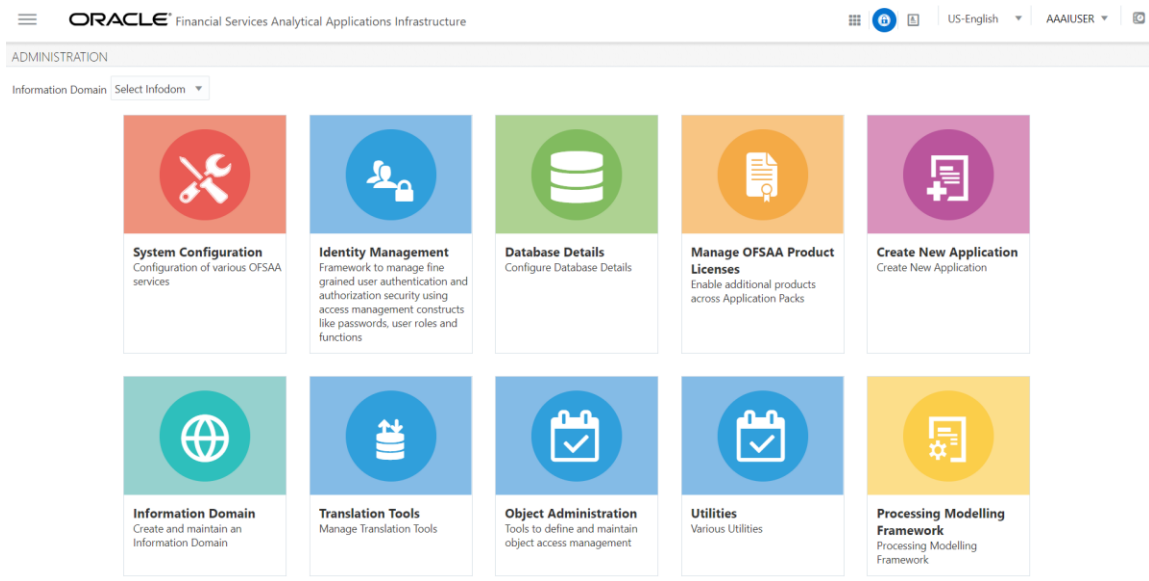 ORACLE® Financial Services Analytical Applications Infrastructure
US-English
AAAIUSER
ADMINISTRATION
Information Domain Select Infodom
System Configuration
Configuration of various OFSAA
services
Identity Management
Framework to manage fine
grained user authentication and
authorization security using
access management constructs
like passwords, user roles and
functions
Database Details
Configure Database Details
Manage OFSAA Product
Licenses
Enable additional products
across Application Packs
Create New Application
Create New Application
Information Domain
Create and maintain an
Information Domain
Translation Tools
Manage Translation Tools
Object Administration
Tools to define and maintain
object access management
Utilities
Various Utilities
Processing Modelling
Framework
Processing Modelling
Framework